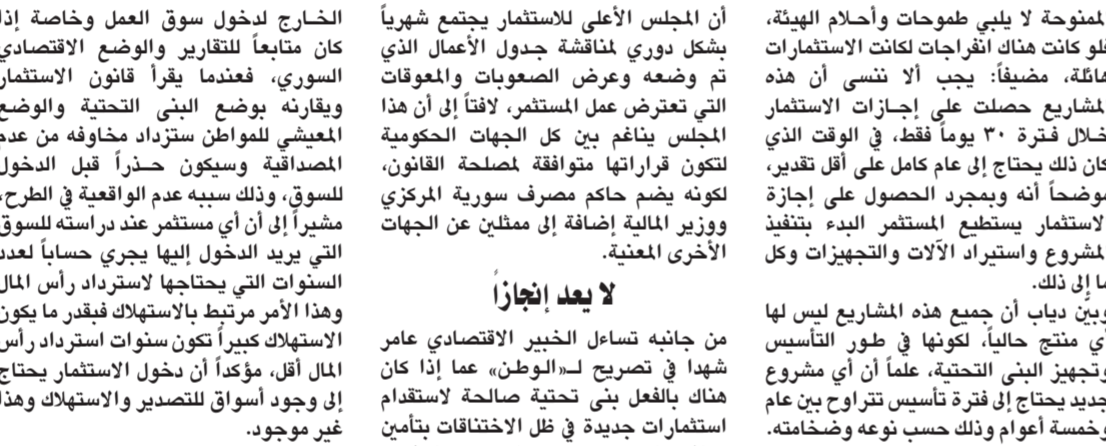 لممنوحة لا يلبي طموحات وأحلام الهيئة،
فلو كانت هناك انفراجات لكانت الاستثمارات
هائلة، مضيفاً: يجب ألا ننسى أن هذه
لمشاريع حصلت على إجازات الاستثمار
خلال فترة ٣٠ يوماً فقط، في الوقت الذي
كان ذلك يحتاج إلى عام كامل على أقل تقدير،
موضحاً أنه وبمجرد الحصول على إجازة
لاستثمار يستطيع المستثمر البدء بتنفيذ
لمشروع واستيراد الآلات والتجهيزات وكل
ما إلى ذلك.
وبيّن دياب أن جميع هذه المشاريع ليس لها
أي منتج حالياً، لكونها في طور التأسيس
وتجهيز البنى التحتية، علماً أن أي مشروع
جديد يحتاج إلى فترة تأسيس تتراوح بين عام
وخمسة أعوام وذلك حسب نوعه وضخامته.
أن المجلس الأعلى للاستثمار يجتمع شهرياً
بشكل دوري لمناقشة جدول الأعمال الذي
تم وضعه وعرض الصعوبات والمعوقات
التي تعترض عمل المستثمر، لافتاً إلى أن هذا
المجلس يناغم بين كل الجهات الحكومية
لتكون قراراتها متوافقة لمصلحة القانون،
لكونه يضم حاكم مصرف سورية المركزي
ووزير المالية إضافة إلى ممثلين عن الجهات
الأخرى المعنية.
لا يعد إنجازاً
من جانبه تساءل الخبير الاقتصادي عامر
شهدا في تصريح لـ«الوطن» عما إذا كان
هناك بالفعل بنى تحتية صالحة لاستقدام
استثمارات جديدة في ظل الاختناقات بتأمين
الخارج لدخول سوق العمل وخاصة إذا
كان متابعاً للتقارير والوضع الاقتصادي
السوري، فعندما يقرأ قانون الاستثمار
ويقارنه بوضع البنى التحتية والوضع
المعيشي للمواطن ستزداد مخاوفه من عدم
المصداقية وسيكون حذراً قبل الدخول
للسوق، وذلك سببه عدم الواقعية في الطرح،
مشيراً إلى أن أي مستثمر عند دراسته للسوق
التي يريد الدخول إليها يجري حساباً لعدد
السنوات التي يحتاجها لاسترداد رأس المال
وهذا الأمر مرتبط بالاستهلاك فبقدر ما يكون
الاستهلاك كبيراً تكون سنوات استرداد رأس
المال أقل، مؤكداً أن دخول الاستثمار يحتاج
إلى وجود أسواق للتصدير والاستهلاك وهذا
غير موجود.